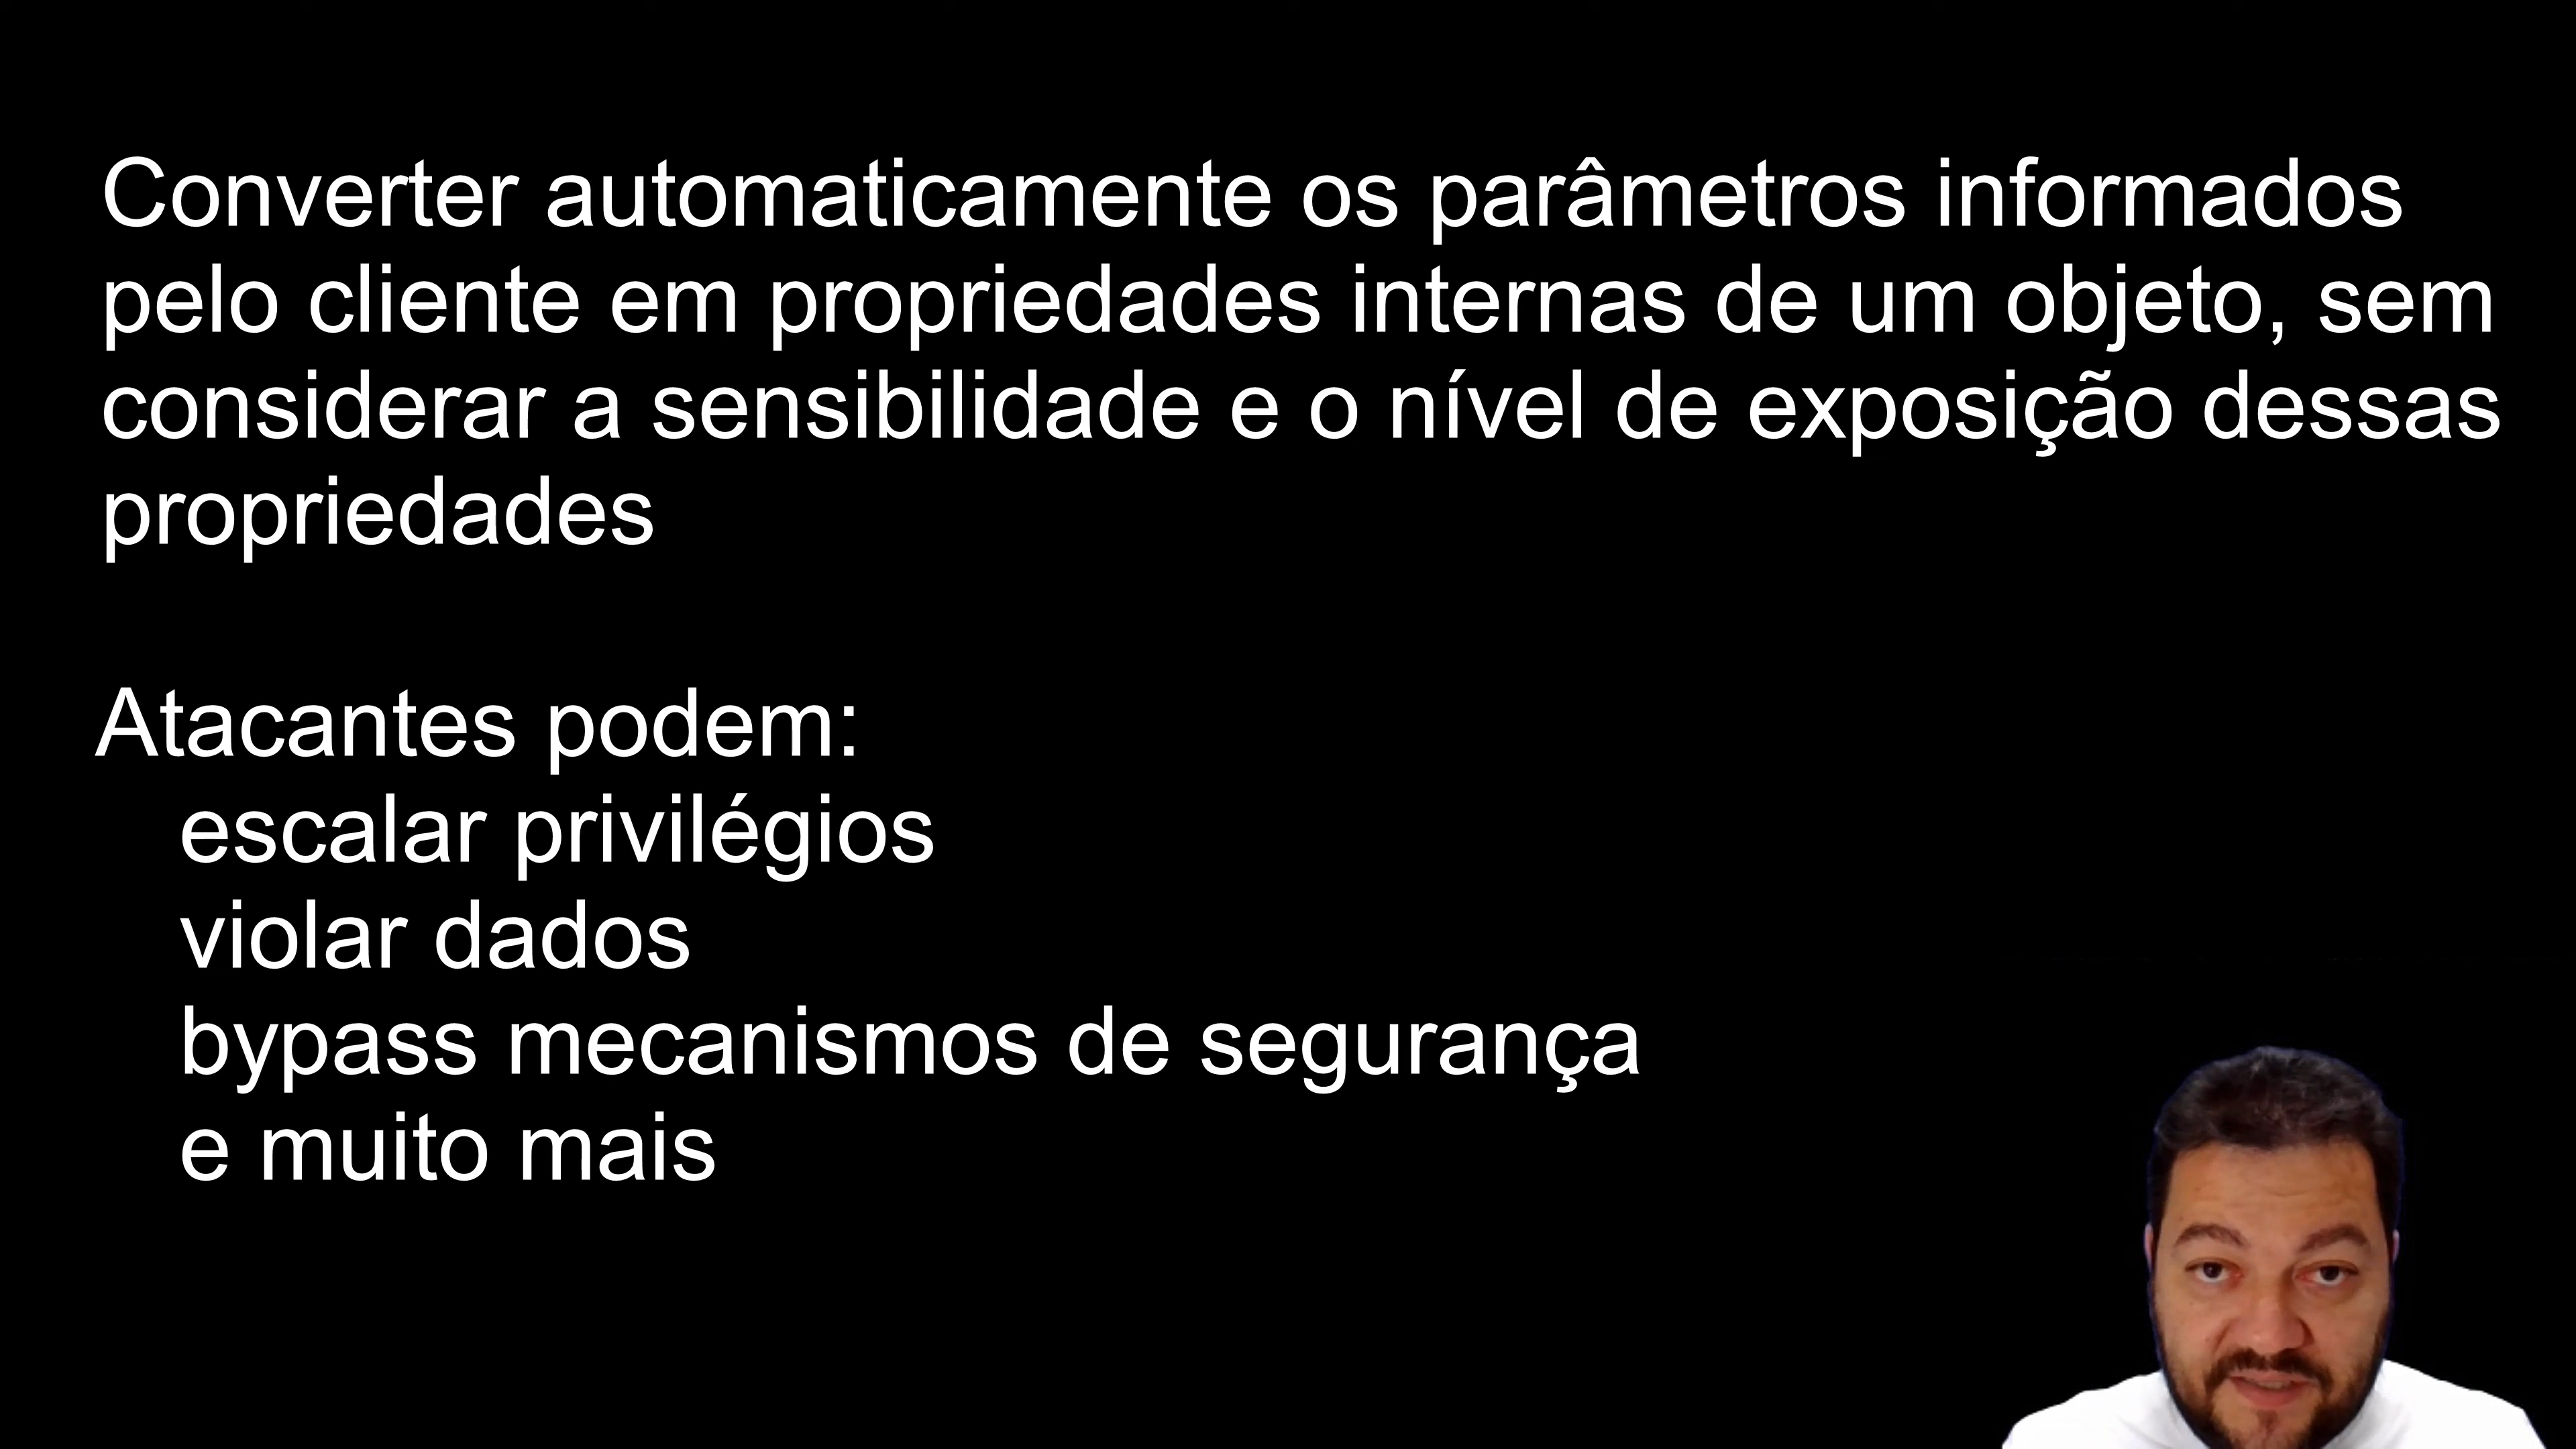 Converter automaticamente os parâmetros informados
pelo cliente em propriedades internas de um objeto, sem
considerar a sensibilidade e o nível de exposição dessas
propriedades
Atacantes podem:
escalar privilégios
violar dados
bypass mecanismos de segurança
e muito mais